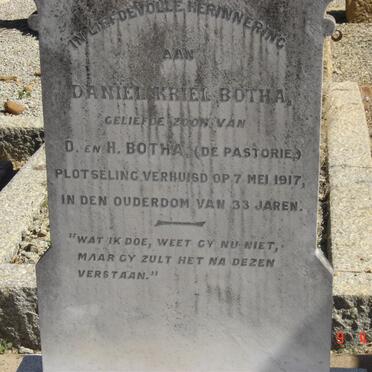 IN LIEFDEVOLLE HERINNERING
AAN
DANIEL KRIEL BOTHA,
GELIEFDE ZOON VAN
D. EN H. BOTHA, (DE PASTORIE,)
PLOTSELING VERHUISD OP 7 MEI 1917,
IN DEN OUDERDOM VAN 33 JAREN.
"WAT IK DOE, WEET GY NU NIET,
MAAR GY ZULT HET NA DEZEN
VERSTAAN."